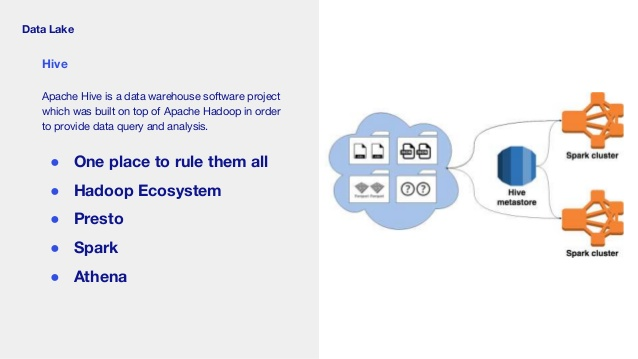 Data Lake
Hive
Apache Hive is a data warehouse software project
which was built on top of Apache Hadoop in order
to provide data query and analysis.
● One place to rule them all
● Hadoop Ecosystem
● Presto
● Spark
● Athena
Spark cluster
Hive
metastore
Spark cluster